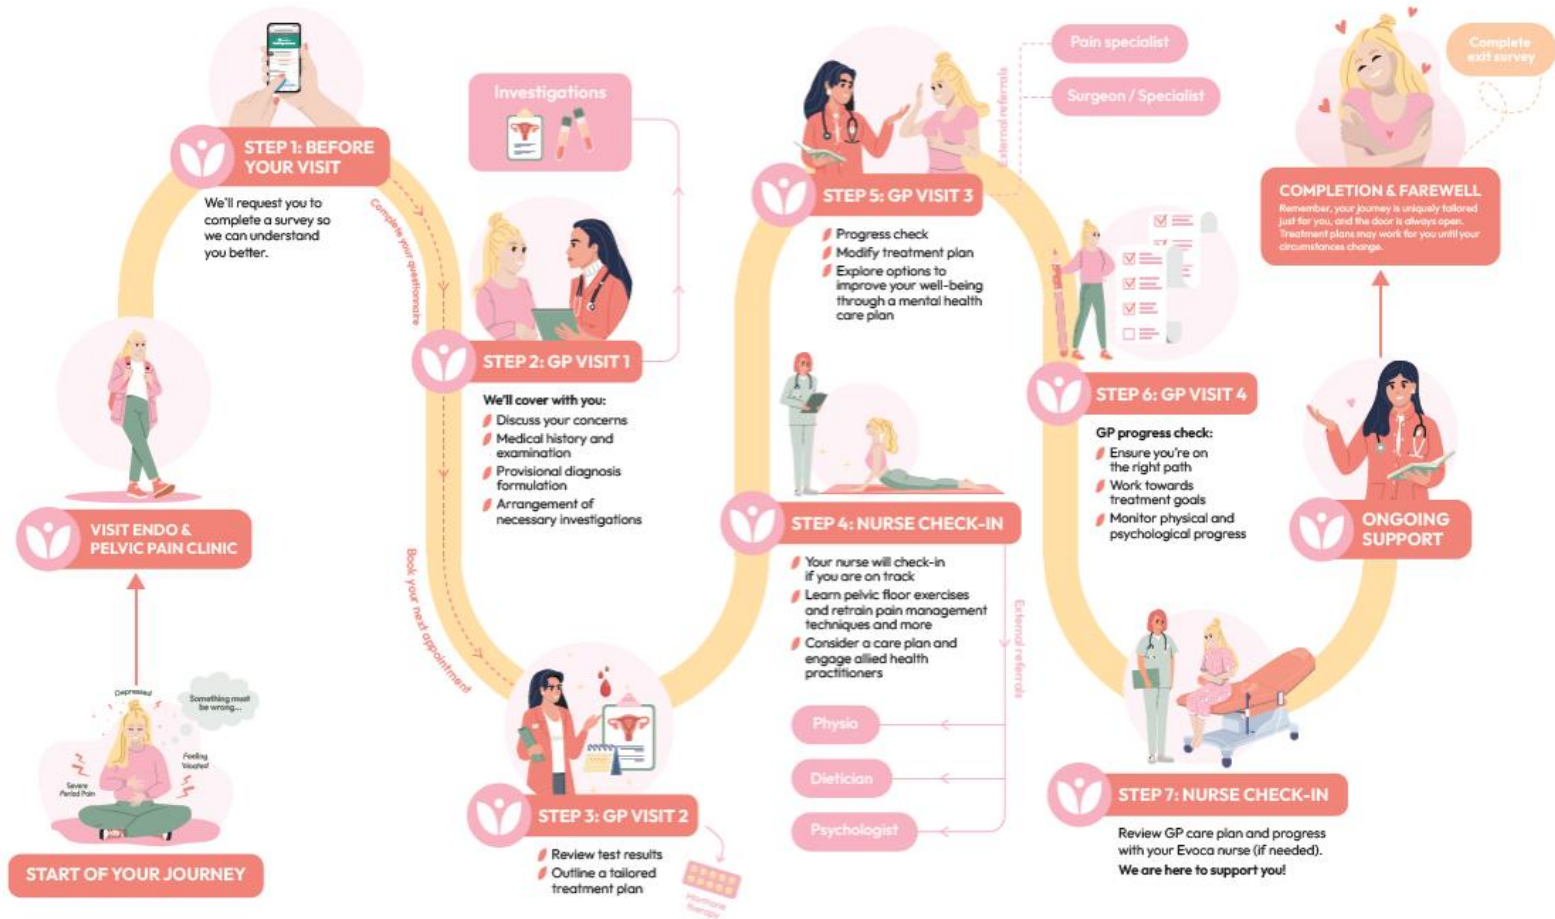 START OF YOUR JOURNEY
Depressed
Something must
be wrong...
Feeling
bloated
Severe
Period Pain
VISIT ENDO &
PELVIC PAIN CLINIC
STEP 1: BEFORE
YOUR VISIT
We'll request you to
complete a survey so
we can understand
you better.
Complete your questionnaire
STEP 2: GP VISIT 1
We'll cover with you:
Discuss your concerns
Medical history and
examination
Provisional diagnosis
formulation
Arrangement of
necessary investigations
Investigations
Book your next appointment
STEP 3: GP VISIT 2
Review test results
Outline a tailored
treatment plan
Hormone
therapy
STEP 4: NURSE CHECK-IN
Your nurse will check-in
if you are on track
Learn pelvic floor exercises
and retrain pain management
techniques and more
Consider a care plan and
engage allied health
practitioners
External referrals
Physio
Dietician
Psychologist
STEP 5: GP VISIT 3
Progress check
Modify treatment plan
Explore options to
improve your well-being
through a mental health
care plan
External referrals
Pain specialist
Surgeon / Specialist
STEP 6: GP VISIT 4
GP progress check:
Ensure you're on
the right path
Work towards
treatment goals
Monitor physical and
psychological progress
STEP 7: NURSE CHECK-IN
Review GP care plan and progress
with your Evoca nurse (if needed).
We are here to support you!
ONGOING
SUPPORT
COMPLETION & FAREWELL
Remember, your journey is uniquely tailored
just for you, and the door is always open.
Treatment plans may work for you until your
circumstances change.
Complete
exit survey